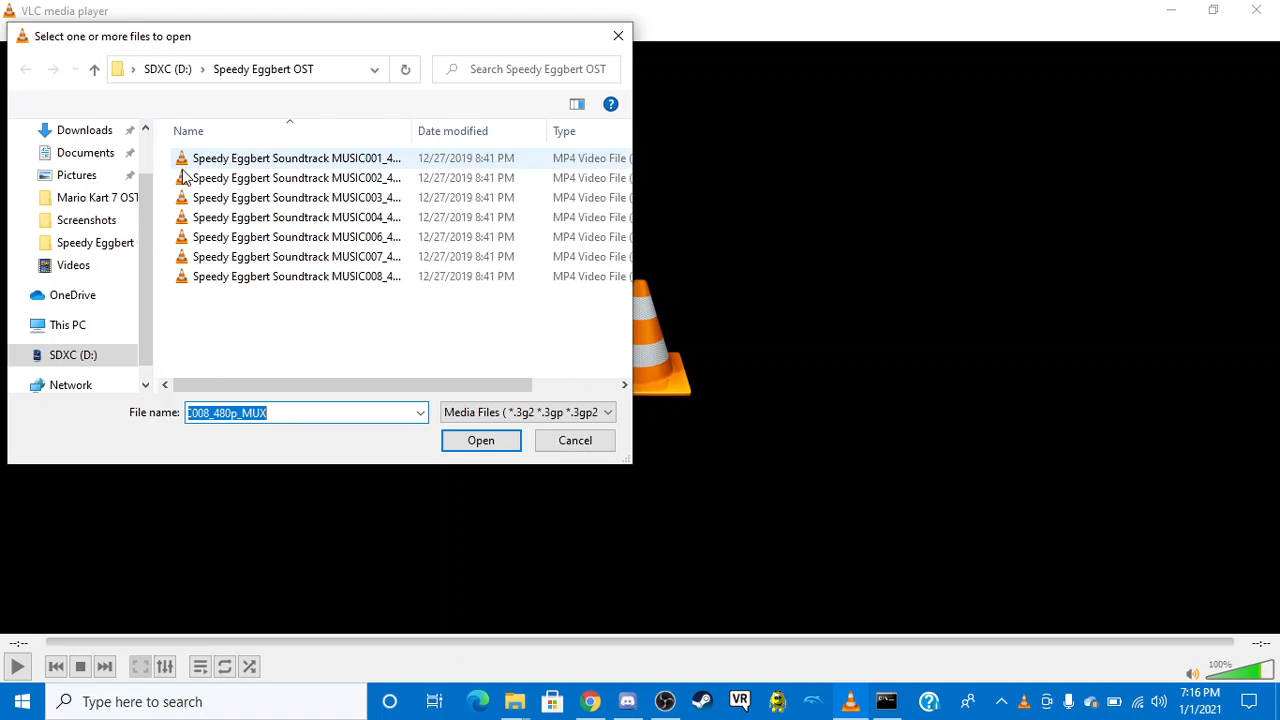 VLC media player
Select one or more files to open
SDXC (D:) Speedy Eggbert OST
Search Speedy Eggbert OST
Name Date modified Type
Downloads
Documents
Pictures
Mario Kart 7 OST
Screenshots
Speedy Eggbert
Videos
OneDrive
This PC
SDXC (D:)
Network
Speedy Eggbert Soundtrack MUSIC001_4... 12/27/2019 8:41 PM MP4 Video File (
Speedy Eggbert Soundtrack MUSIC002_4... 12/27/2019 8:41 PM MP4 Video File (
Speedy Eggbert Soundtrack MUSIC003_4... 12/27/2019 8:41 PM MP4 Video File (
Speedy Eggbert Soundtrack MUSIC004_4... 12/27/2019 8:41 PM MP4 Video File (
Speedy Eggbert Soundtrack MUSIC006_4... 12/27/2019 8:41 PM MP4 Video File (
Speedy Eggbert Soundtrack MUSIC007_4... 12/27/2019 8:41 PM MP4 Video File (
Speedy Eggbert Soundtrack MUSIC008_4... 12/27/2019 8:41 PM MP4 Video File (
File name: C008_480p_MUX Media Files ( *.3g2 *.3gp *.3gp2
Open Cancel
--:-- --:--
100%
Type here to search
VR
7:16 PM
1/1/2021